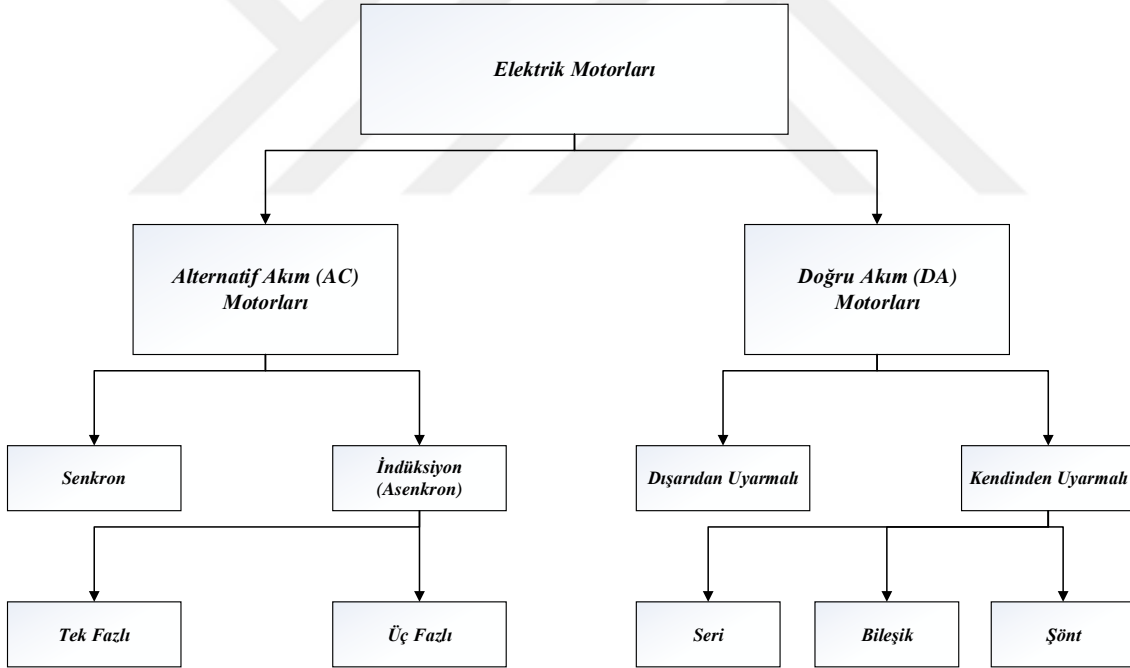 Elektrik Motorları
Alternatif Akım (AC)
Motorları
Doğru Akım (DA)
Motorları
Senkron
İndüksiyon
(Asenkron)
Dışarıdan Uyarmalı
Kendinden Uyarmalı
Tek Fazlı
Üç Fazlı
Seri
Bileşik
Şönt